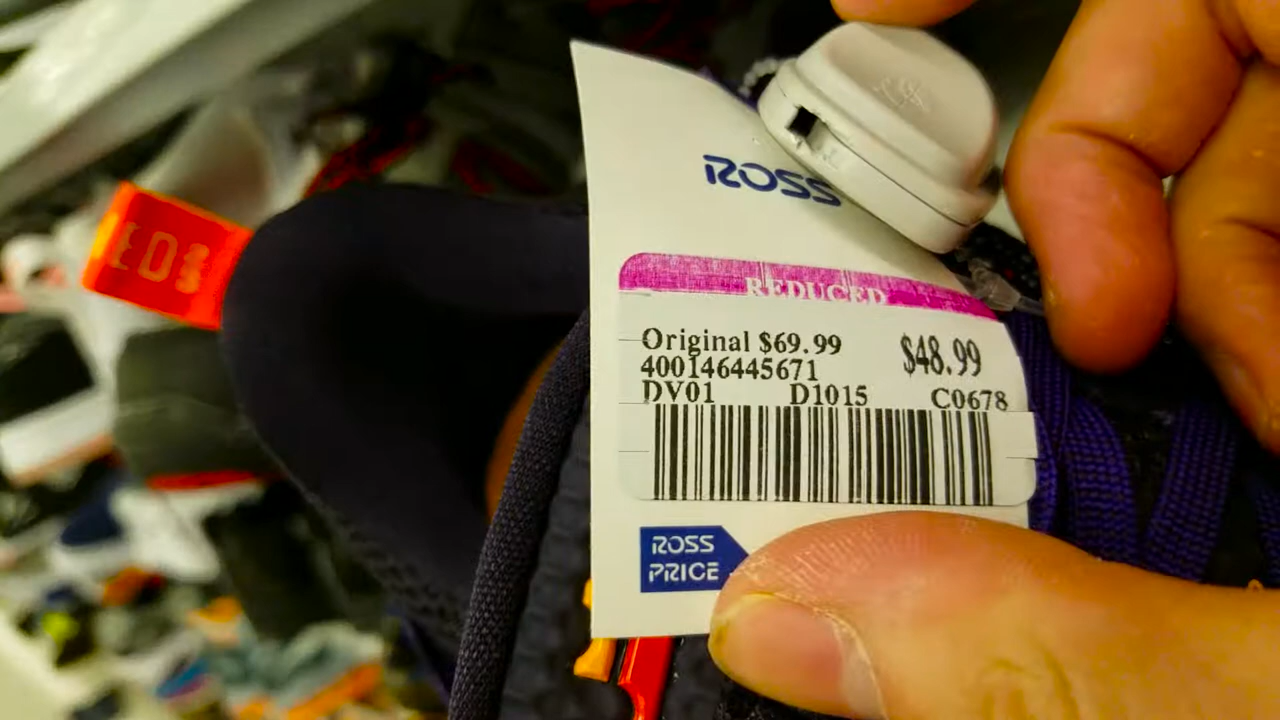 ROSS
REDUCED
Original $69.99
$48.99
400146445671
DV01 D1015 C0678
ROSS
PRICE